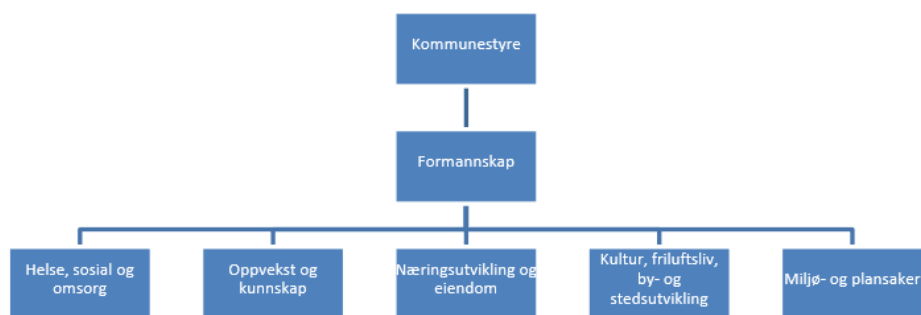 Kommunestyre
Formannskap
Helse, sosial og
omsorg
Oppvekst og
kunnskap
Næringsutvikling og
eiendom
Kultur, friluftsliv,
by- og
stedsutvikling
Miljø- og plansaker